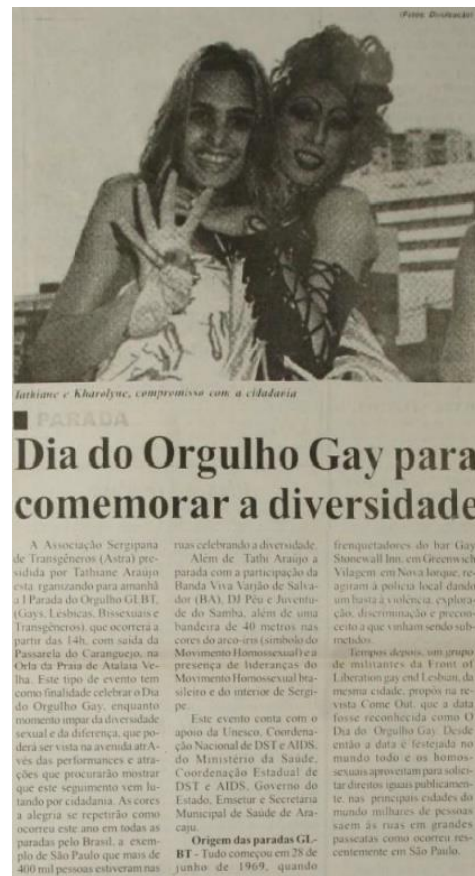 (Fotos: Divulgação)
Tathiane e Kharolyne, compromisso com a cidadania
PARADA
Dia do Orgulho Gay para
comemorar a diversidade
A Associação Sergipana
de Transgêneros (Astra) pre-
sidida por Tathiane Araújo
esta rganizando para amanhã
a I Parada do Orgulho GLBT,
(Gays, Lesbicas, Bissexuais e
Transgêneros), que ocorrerá a
partir das 14h, com saída da
Passarela do Caranguejo, na
Orla da Praia de Atalaia Ve-
lha. Este tipo de evento tem
como finalidade celebrar o Dia
do Orgulho Gay, enquanto
momento impar da diversidade
sexual e da diferença, que po-
derá ser vista na avenida atrA-
vés das performances e atra-
ções que procurarão mostrar
que este seguimento vem lu-
tando por cidadania. As cores
a alegria se repetirão como
ocorreu este ano em todas as
paradas pelo Brasil, a exem-
plo de São Paulo que mais de
400 mil pessoas estiveram nas
ruas celebrando a diversidade.
Além de Tathi Araújo a
parada com a participação da
Banda Viva Varjão de Salva-
dor (BA), DJ Péu e Juventu-
de do Samba, além de uma
bandeira de 40 metros nas
cores do arco-iris (simbolo do
Movimento Homossexual) e a
presença de lideranças do
Movimento Homossexual bra-
sileiro e do interior de Sergi-
pe.
Este evento conta com o
apoio da Unesco, Coordena-
ção Nacional de DST e AIDS,
do Ministério da Saúde,
Coordenação Estadual de
DST e AIDS, Governo do
Estado, Emsetur e Secretaria
Municipal de Saúde de Ara-
caju.
Origem das paradas GL-
BT - Tudo começou em 28 de
junho de 1969, quando
frenquetadores do bar Gay
Stonewall Inn, em Greenwich
Vilagem, em Nova Iorque, re-
agiram a policia local dando
um basta à violência, explora-
ção, discriminação e precon-
ceito a que vinham sendo sub-
metidos.
Tempos depois, um grupo
de militantes da Front of
Liberation gay end Lesbian, da
mesma cidade, propôs na re-
vista Come Out, que a data
fosse reconhecida como O
Dia do Orgulho Gay. Desde
então a data é festejada no
mundo todo e os homos-
sexuais aproveitam para solici-
tar direitos iguais publicamen-
te, nas principais cidades do
mundo milhares de pessoas
saem às ruas em grandes
passeatas como ocorreu res-
centemente em São Paulo.